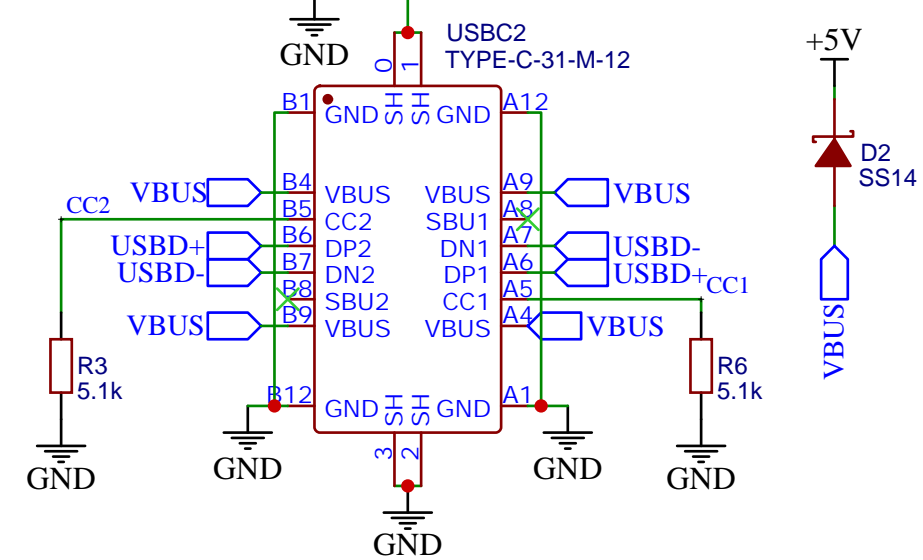 GND
USBC2
TYPE-C-31-M-12
+5V
0 1
B1 GND SH SH GND A12
D2
SS14
VBUS B4 VBUS VBUS A9 VBUS
CC2 B5 CC2 SBU1 A8
USBD+ B6 DP2 DN1 A7 USBD-
USBD- B7 DN2 DP1 A6 USBD+
B8 SBU2 CC1 A5 CC1
VBUS B9 VBUS VBUS A4 VBUS
VBUS
R3
5.1k
R6
5.1k
B12 GND SH SH GND A1
3 2
GND GND GND GND
GND